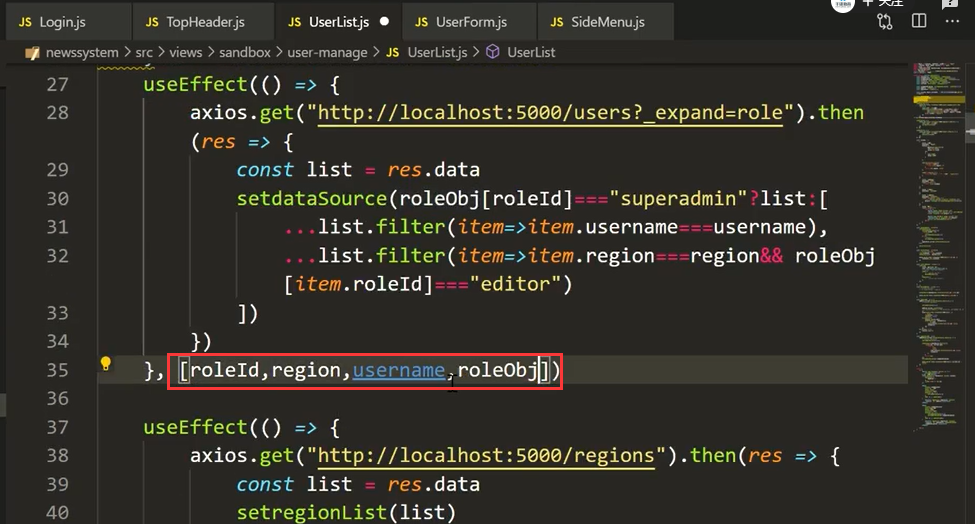 JS Login.js JS TopHeader.js JS UserList.js JS UserForm.js JS SideMenu.js
newssystem > src > views > sandbox > user-manage > JS UserList.js > UserList
27 useEffect(() => {
28 axios.get("http://localhost:5000/users?_expand=role").then
(res => {
29 const list = res.data
30 setdataSource(roleObj[roleId]==="superadmin"?list:[
31 ...list.filter(item=>item.username===username),
32 ...list.filter(item=>item.region===region&& roleObj
[item.roleId]==="editor")
33 ])
34 })
35 }, [roleId,region,username,roleObj])
36
37 useEffect(() => {
38 axios.get("http://localhost:5000/regions").then(res => {
39 const list = res.data
40 setregionList(list)